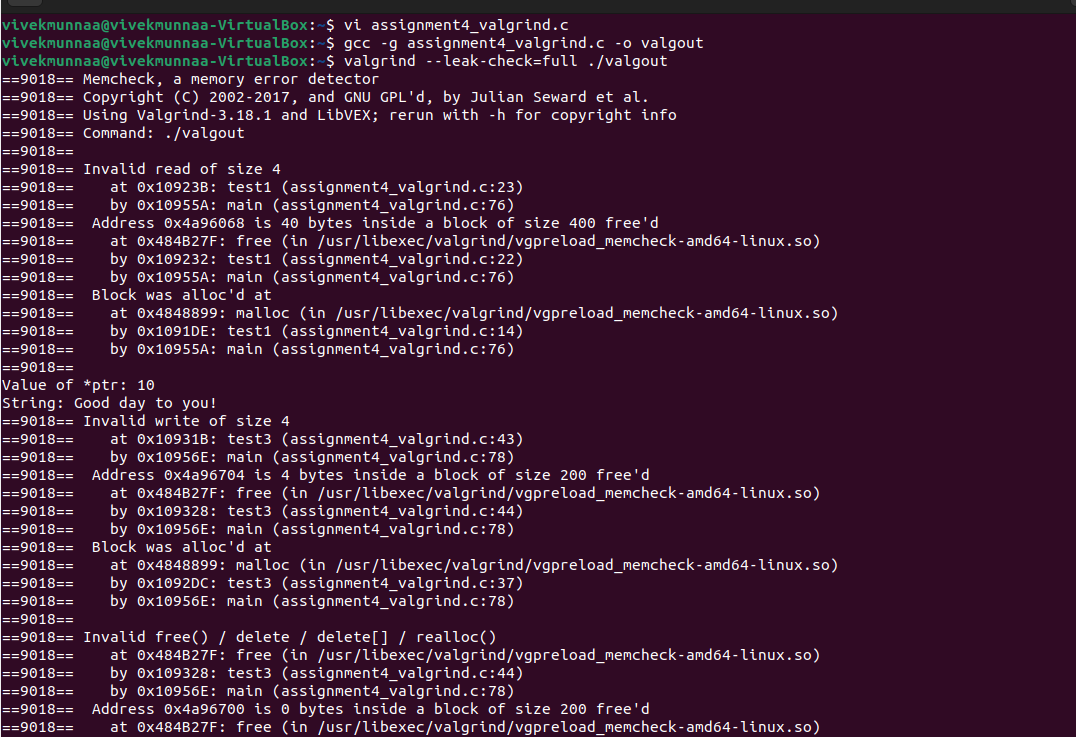 vivekmunnaa@vivekmunnaa-VirtualBox:~$ vi assignment4_valgrind.c
vivekmunnaa@vivekmunnaa-VirtualBox:~$ gcc -g assignment4_valgrind.c -o valgout
vivekmunnaa@vivekmunnaa-VirtualBox:~$ valgrind --leak-check=full ./valgout
==9018== Memcheck, a memory error detector
==9018== Copyright (C) 2002-2017, and GNU GPL'd, by Julian Seward et al.
==9018== Using Valgrind-3.18.1 and LibVEX; rerun with -h for copyright info
==9018== Command: ./valgout
==9018==
==9018== Invalid read of size 4
==9018==    at 0x10923B: test1 (assignment4_valgrind.c:23)
==9018==    by 0x10955A: main (assignment4_valgrind.c:76)
==9018==  Address 0x4a96068 is 40 bytes inside a block of size 400 free'd
==9018==    at 0x484B27F: free (in /usr/libexec/valgrind/vgpreload_memcheck-amd64-linux.so)
==9018==    by 0x109232: test1 (assignment4_valgrind.c:22)
==9018==    by 0x10955A: main (assignment4_valgrind.c:76)
==9018==  Block was alloc'd at
==9018==    at 0x4848899: malloc (in /usr/libexec/valgrind/vgpreload_memcheck-amd64-linux.so)
==9018==    by 0x1091DE: test1 (assignment4_valgrind.c:14)
==9018==    by 0x10955A: main (assignment4_valgrind.c:76)
==9018==
Value of *ptr: 10
String: Good day to you!
==9018== Invalid write of size 4
==9018==    at 0x10931B: test3 (assignment4_valgrind.c:43)
==9018==    by 0x10956E: main (assignment4_valgrind.c:78)
==9018==  Address 0x4a96704 is 4 bytes inside a block of size 200 free'd
==9018==    at 0x484B27F: free (in /usr/libexec/valgrind/vgpreload_memcheck-amd64-linux.so)
==9018==    by 0x109328: test3 (assignment4_valgrind.c:44)
==9018==    by 0x10956E: main (assignment4_valgrind.c:78)
==9018==  Block was alloc'd at
==9018==    at 0x4848899: malloc (in /usr/libexec/valgrind/vgpreload_memcheck-amd64-linux.so)
==9018==    by 0x1092DC: test3 (assignment4_valgrind.c:37)
==9018==    by 0x10956E: main (assignment4_valgrind.c:78)
==9018==
==9018== Invalid free() / delete / delete[] / realloc()
==9018==    at 0x484B27F: free (in /usr/libexec/valgrind/vgpreload_memcheck-amd64-linux.so)
==9018==    by 0x109328: test3 (assignment4_valgrind.c:44)
==9018==    by 0x10956E: main (assignment4_valgrind.c:78)
==9018==  Address 0x4a96700 is 0 bytes inside a block of size 200 free'd
==9018==    at 0x484B27F: free (in /usr/libexec/valgrind/vgpreload_memcheck-amd64-linux.so)